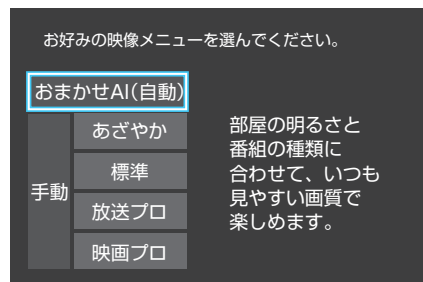 お好みの映像メニューを選んでください。
おまかせAI(自動)
手動
あざやか
標準
放送プロ
映画プロ
部屋の明るさと
番組の種類に
合わせて、いつも
見やすい画質で
楽しめます。